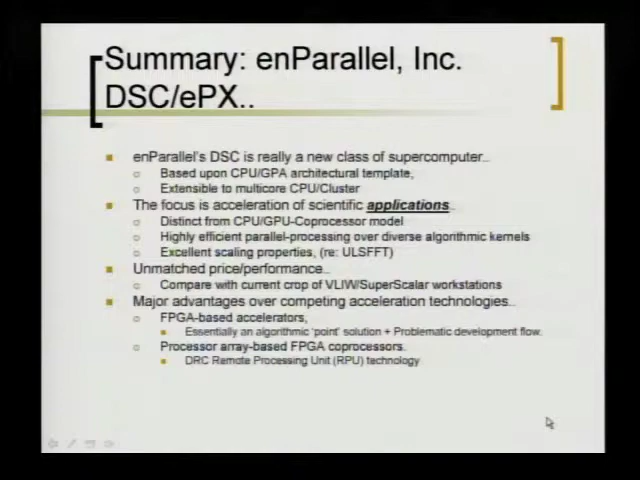 Summary: enParallel, Inc.
DSC/ePX..
enParallel's DSC is really a new class of supercomputer..
Based upon CPU/GPA architectural template,
Extensible to multicore CPU/Cluster
The focus is acceleration of scientific applications..
Distinct from CPU/GPU-Coprocessor model
Highly efficient parallel-processing over diverse algorithmic kernels
Excellent scaling properties, (re: ULSFFT)
Unmatched price/performance..
Compare with current crop of VLIW/SuperScalar workstations
Major advantages over competing acceleration technologies..
FPGA-based accelerators,
Essentially an algorithmic 'point' solution + Problematic development flow.
Processor array-based FPGA coprocessors.
DRC Remote Processing Unit (RPU) technology